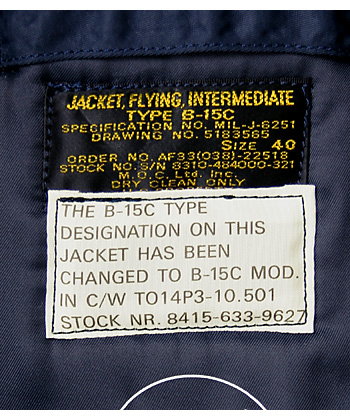 JACKET, FLYING, INTERMEDIATE
TYPE B-15C
SPECIFICATION NO. MIL-J-6251
DRAWING NO. 5183585
SIZE 40
ORDER NO. AF33(038)-22518
STOCK NO. S/N 8310-484000-321
M.O.C. Ltd. Inc.
DRY CLEAN ONLY
THE B-15C TYPE
DESIGNATION ON THIS
JACKET HAS BEEN
CHANGED TO B-15C MOD.
IN C/W TO14P3-10.501
STOCK NR. 8415-633-9627